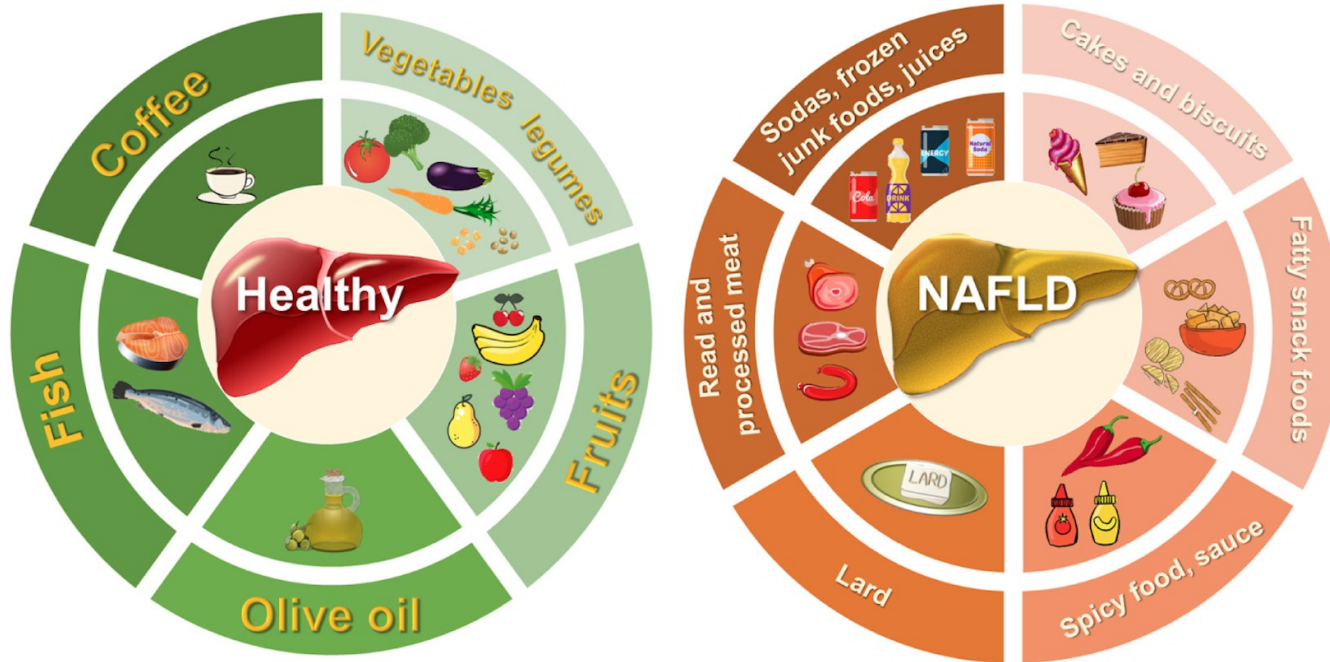 Coffee
Vegetables legumes
Healthy
Fish
Fruits
Olive oil
Sodas, frozen
junk foods, juices
Cakes and biscuits
Cola
DRINK
ENERGY
Natural
Soda
Read and
processed meat
NAFLD
Fatty snack foods
LARD
Lard
Spicy food, sauce